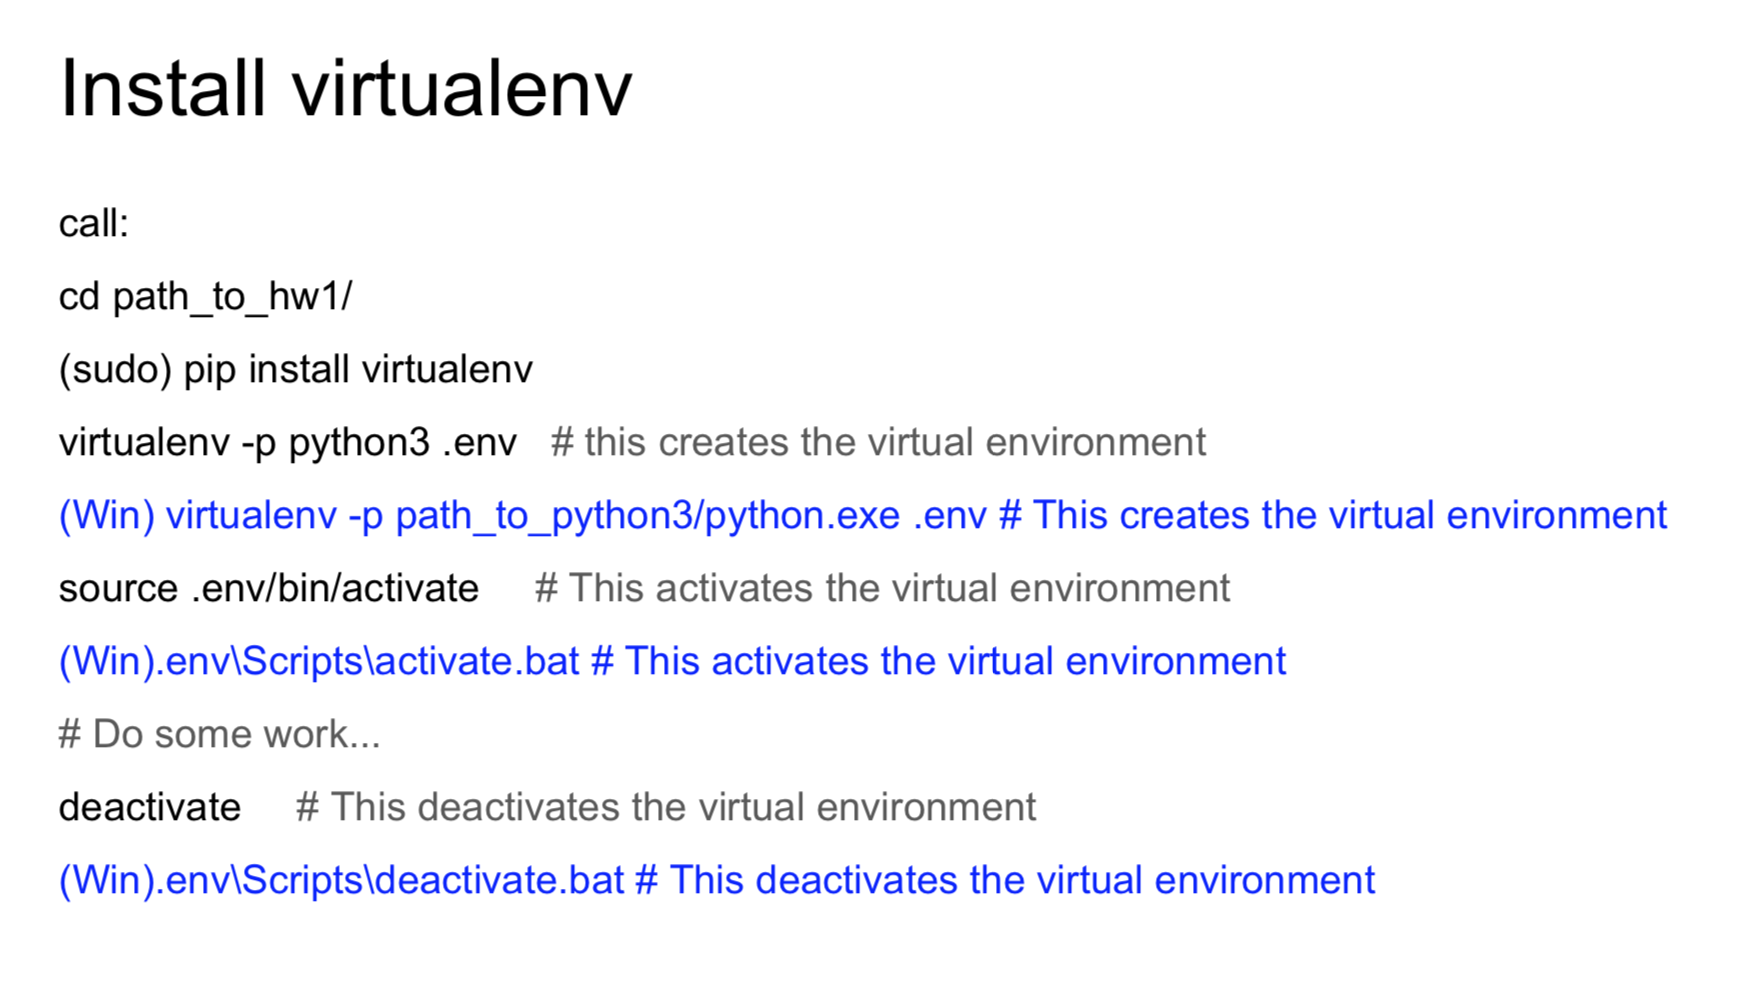 Install virtualenv
call:
cd path_to_hw1/
(sudo) pip install virtualenv
virtualenv -p python3 .env # this creates the virtual environment
(Win) virtualenv -p path_to_python3/python.exe .env # This creates the virtual environment
source .env/bin/activate # This activates the virtual environment
(Win).env\Scripts\activate.bat # This activates the virtual environment
# Do some work...
deactivate # This deactivates the virtual environment
(Win).env\Scripts\deactivate.bat # This deactivates the virtual environment